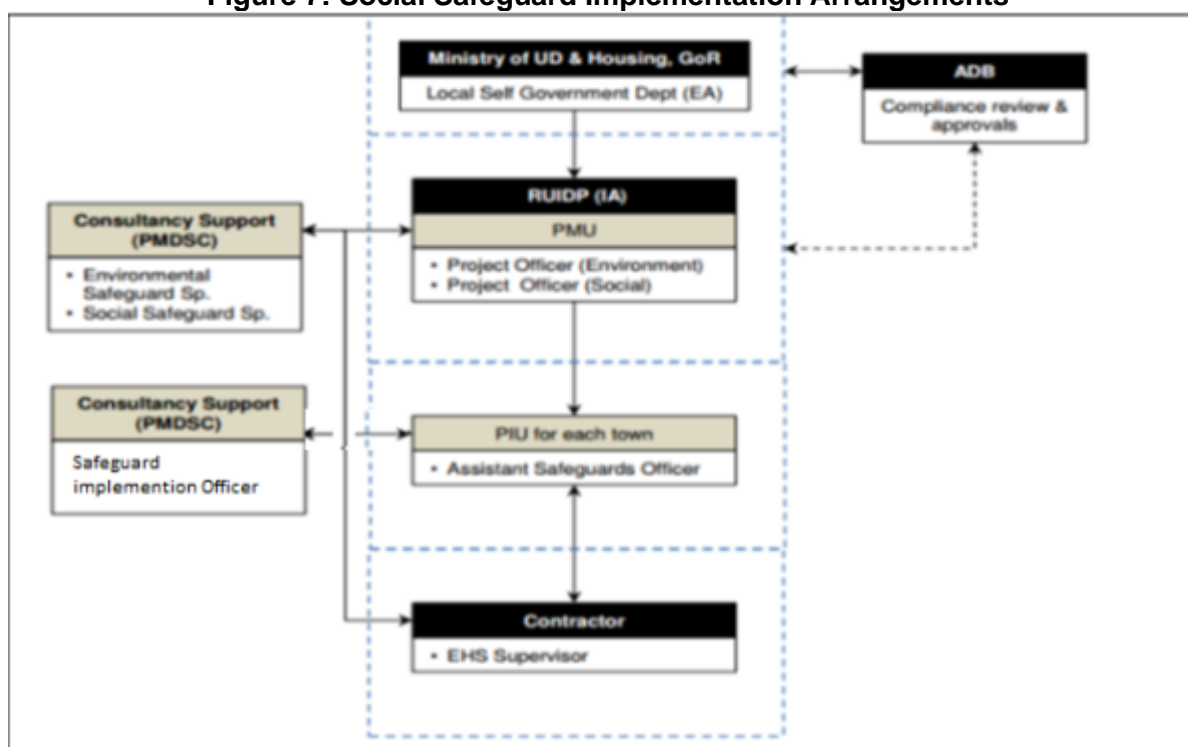 Figure 7: Social Safeguard Implementation Arrangements
Ministry of UD & Housing, GoR
Local Self Government Dept (EA)
ADB
Compliance review &
approvals
RUIDP (IA)
PMU
• Project Officer (Environment)
• Project Officer (Social)
Consultancy Support
(PMDSC)
• Environmental
Safeguard Sp.
• Social Safeguard Sp.
Consultancy Support
(PMDSC)
Safeguard
implemention Officer
PIU for each town
• Assistant Safeguards Officer
Contractor
• EHS Supervisor